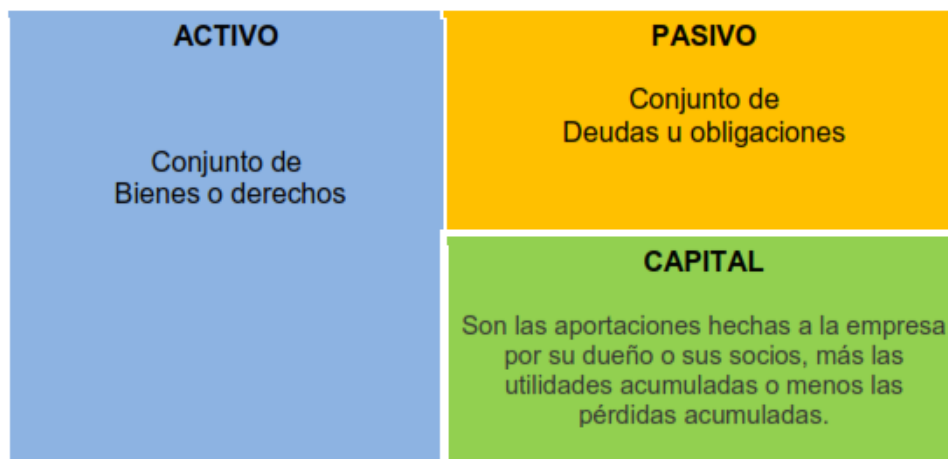 ACTIVO
Conjunto de
Bienes o derechos
PASIVO
Conjunto de
Deudas u obligaciones
CAPITAL
Son las aportaciones hechas a la empresa
por su dueño o sus socios, más las
utilidades acumuladas o menos las
pérdidas acumuladas.